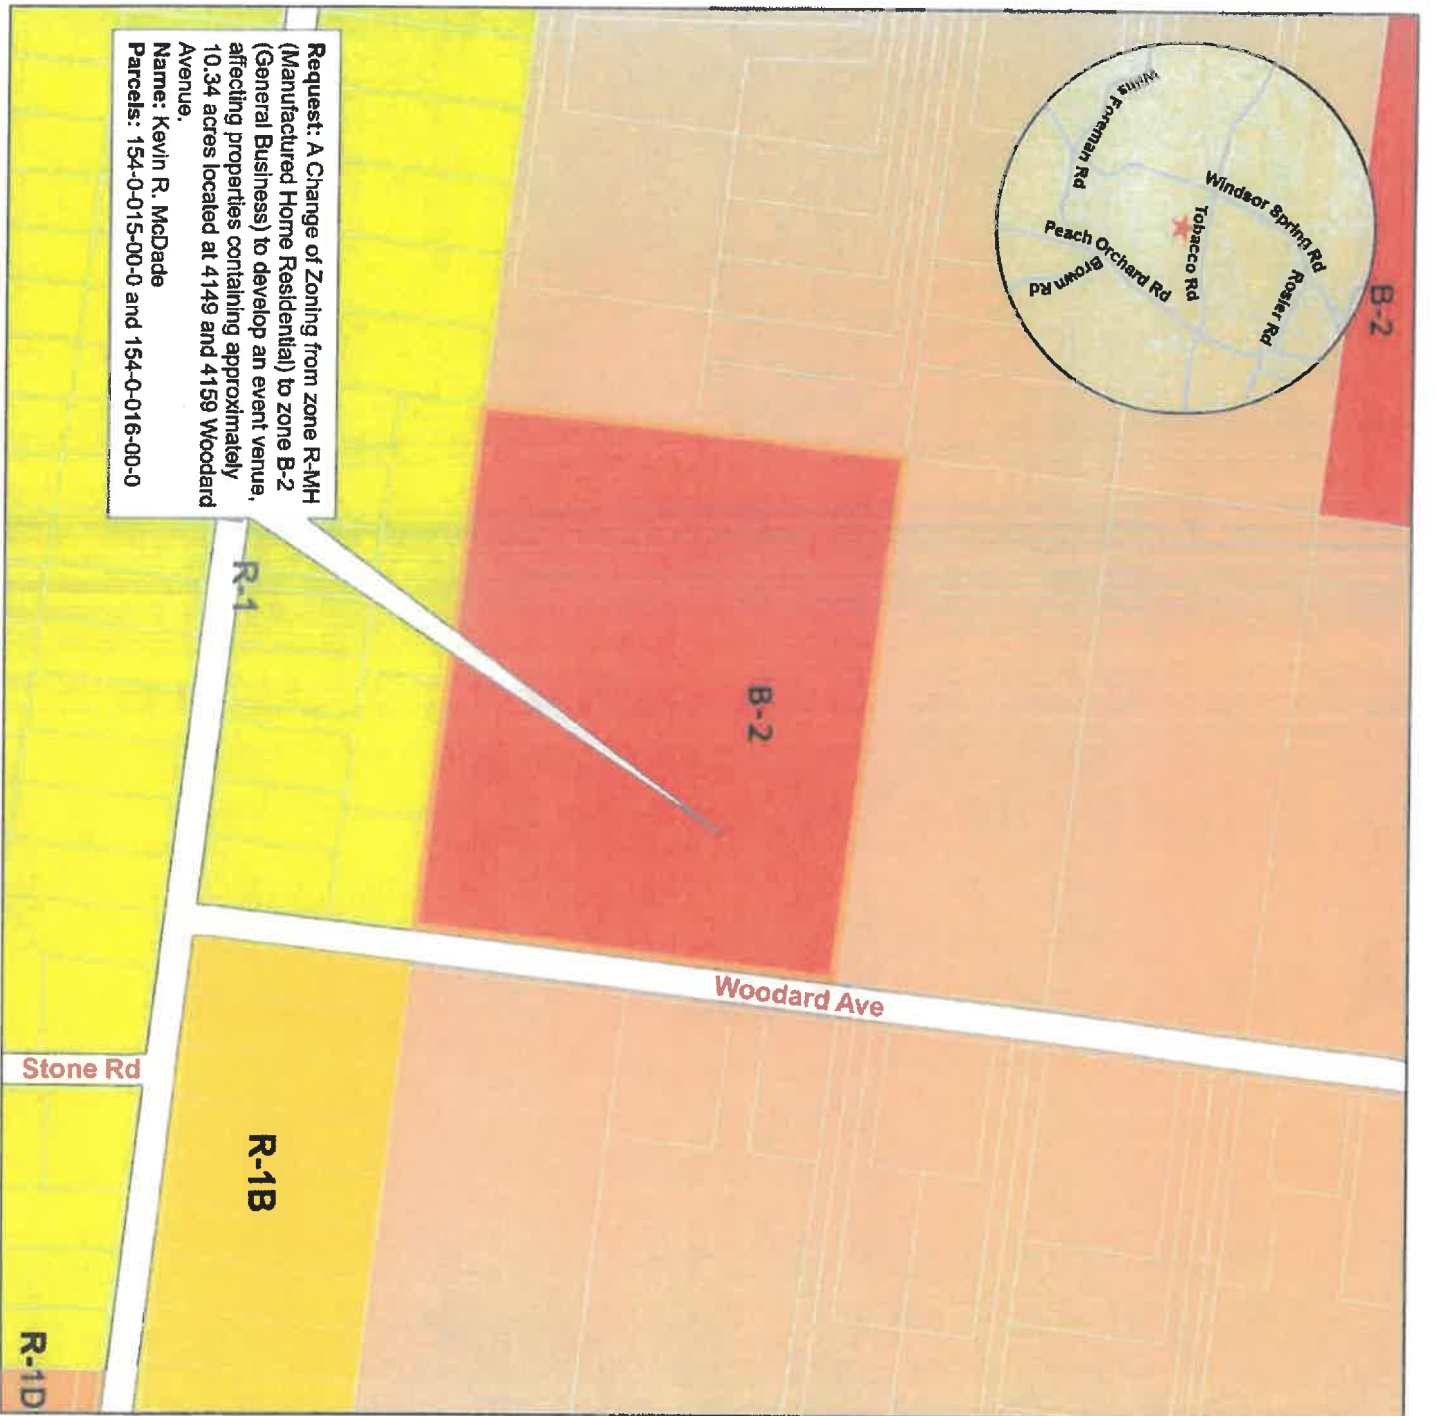 Request: A Change of Zoning from zone R-MH
(Manufactured Home Residential) to zone B-2
(General Business) to develop an event venue,
affecting properties containing approximately
10.34 acres located at 4149 and 4159 Woodard
Avenue.
Name: Kevin R. McDade
Parcels: 154-0-015-00-0 and 154-0-016-00-0
Windsor Spring Rd
Rosier Rd
Tobacco Rd
Peach Orchard Rd
Brown Rd
Willis Foreman Rd
B-2
B-2
R-1
Woodard Ave
Stone Rd
R-1B
R-1D